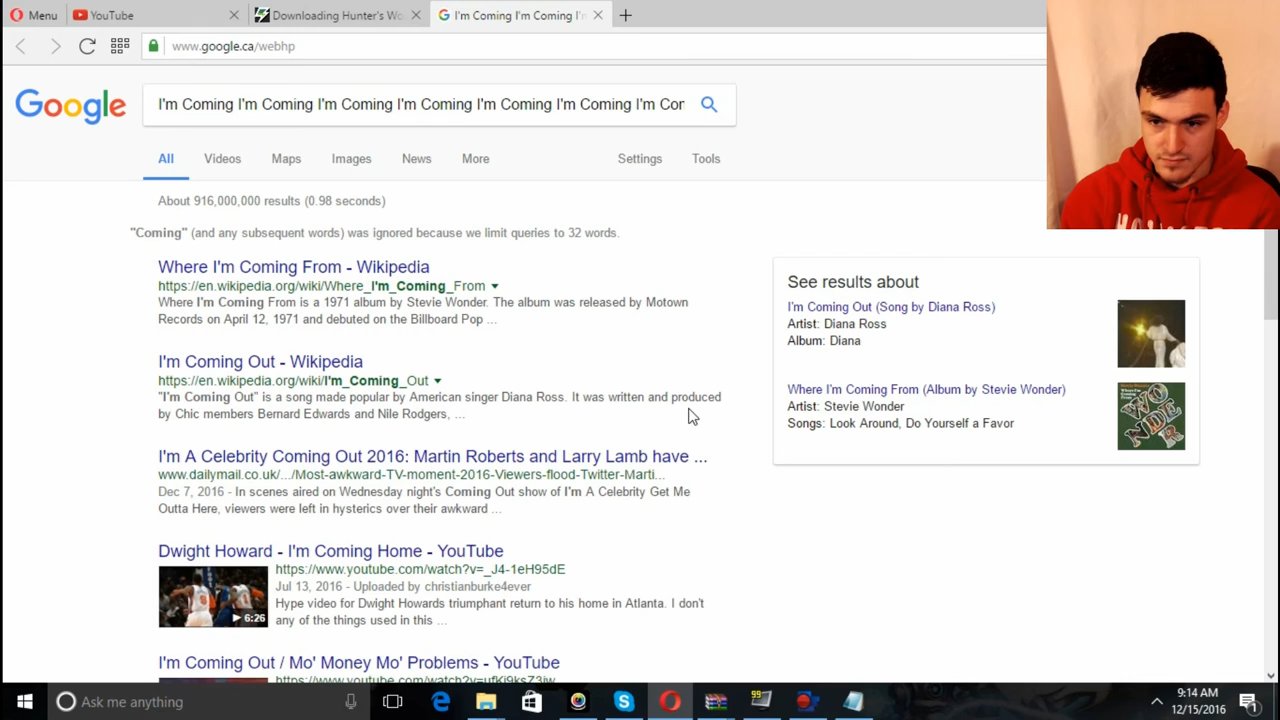 Menu
YouTube
Downloading Hunter's Wo
I'm Coming I'm Coming I'
www.google.ca/webhp
Google
I'm Coming I'm Coming I'm Coming I'm Coming I'm Coming I'm Coming I'm Cor
All Videos Maps Images News More Settings Tools
About 916,000,000 results (0.98 seconds)
"Coming" (and any subsequent words) was ignored because we limit queries to 32 words.
Where I'm Coming From - Wikipedia
https://en.wikipedia.org/wiki/Where_I'm_Coming_From
Where I'm Coming From is a 1971 album by Stevie Wonder. The album was released by Motown
Records on April 12, 1971 and debuted on the Billboard Pop ...
I'm Coming Out - Wikipedia
https://en.wikipedia.org/wiki/I'm_Coming_Out
"I'm Coming Out" is a song made popular by American singer Diana Ross. It was written and produced
by Chic members Bernard Edwards and Nile Rodgers, ...
I'm A Celebrity Coming Out 2016: Martin Roberts and Larry Lamb have ...
www.dailymail.co.uk/.../Most-awkward-TV-moment-2016-Viewers-flood-Twitter-Marti...
Dec 7, 2016 - In scenes aired on Wednesday night's Coming Out show of I'm A Celebrity Get Me
Outta Here, viewers were left in hysterics over their awkward ...
Dwight Howard - I'm Coming Home - YouTube
https://www.youtube.com/watch?v=_J4-1eH95dE
Jul 13, 2016 - Uploaded by christianburke4ever
Hype video for Dwight Howards triumphant return to his home in Atlanta. I don't
any of the things used in this ...
6:26
I'm Coming Out / Mo' Money Mo' Problems - YouTube
https://www.youtube.com/watch?v=ufKj9ksZ3iw
See results about
I'm Coming Out (Song by Diana Ross)
Artist: Diana Ross
Album: Diana
Where I'm Coming From (Album by Stevie Wonder)
Artist: Stevie Wonder
Songs: Look Around, Do Yourself a Favor
WONDER
Ask me anything
99
9:14 AM
12/15/2016
1